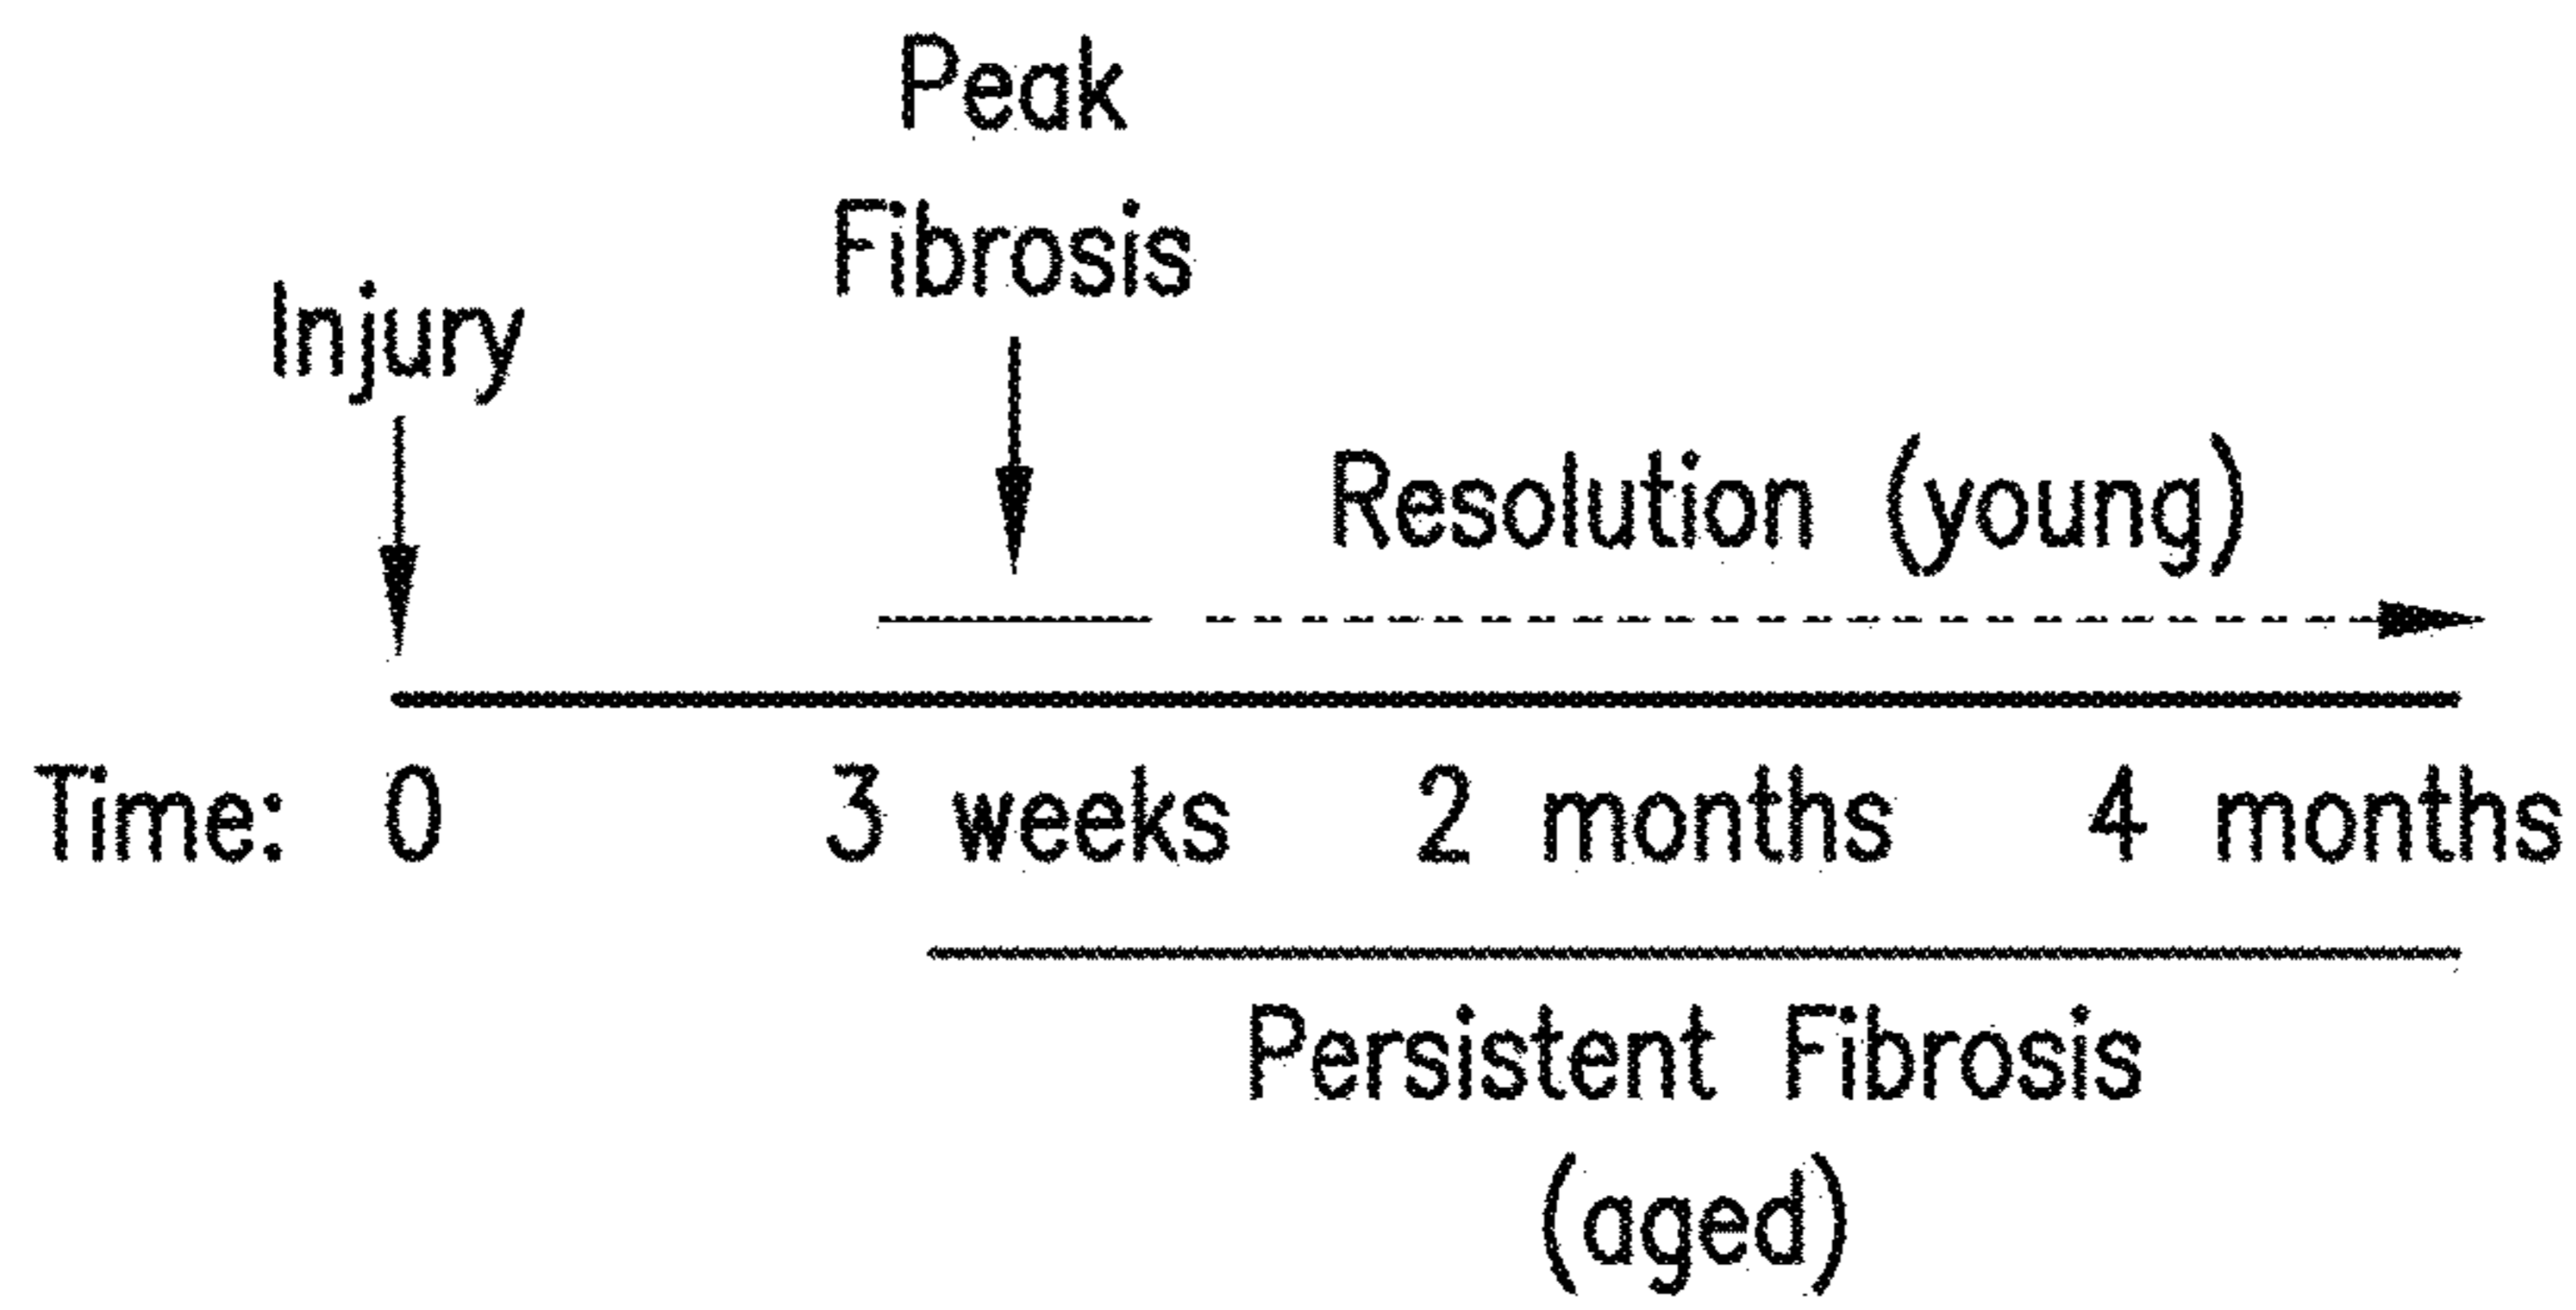 Peak
Fibrosis
Injury
Resolution (young)
Time: 0 3 weeks 2 months 4 months
Persistent Fibrosis
(aged)